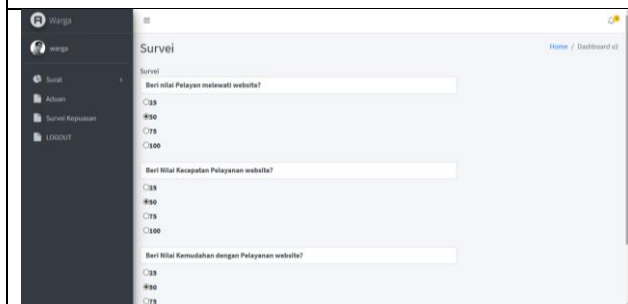 R Warga
warga
Surat
Aduan
Survei Kepuasan
LOGOUT
Survei
Home / Dashboard v2
Survei
Beri nilai Pelayan melewati website?
25
50
75
100
Beri Nilai Kecepatan Pelayanan website?
25
50
75
100
Beri Nilai Kemudahan dengan Pelayanan website?
25
50
75